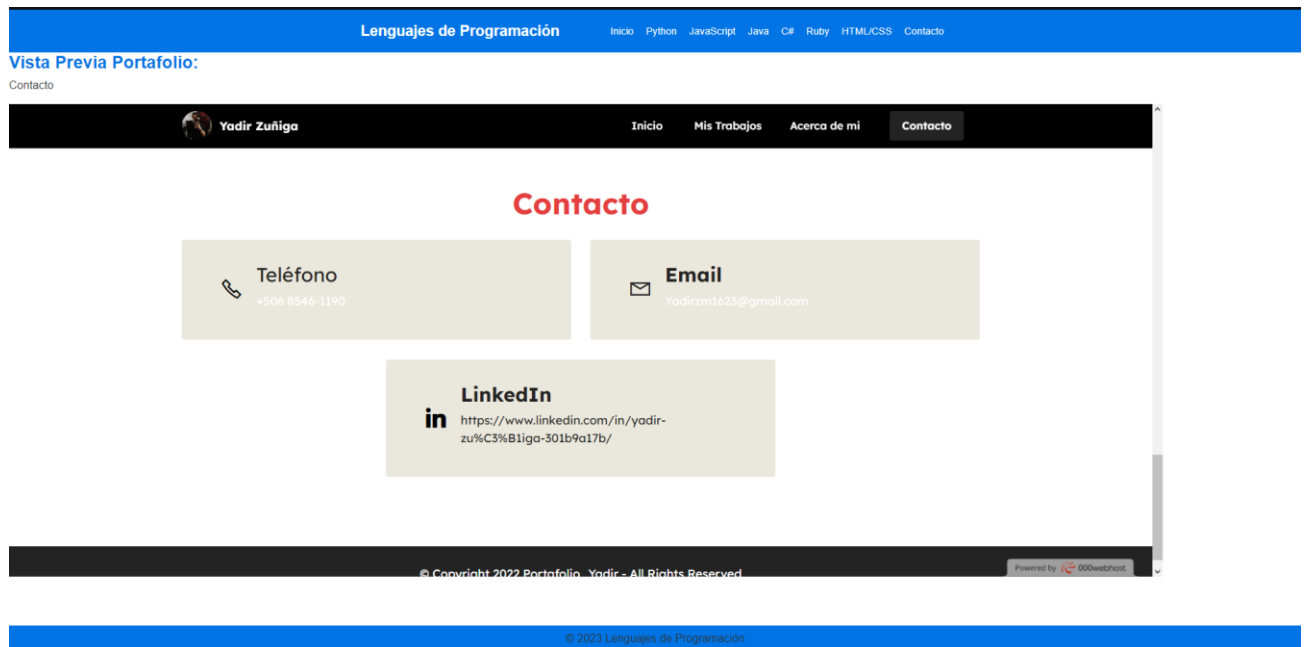 Lenguajes de Programación
Inicio Python JavaScript Java C# Ruby HTML/CSS Contacto
Vista Previa Portafolio:
Contacto
Yadir Zuñiga
Inicio Mis Trabajos Acerca de mi Contacto
Contacto
Teléfono
+506 8546-1190
Email
Yadirzm1623@gmail.com
LinkedIn
https://www.linkedin.com/in/yadir-
zu%C3%B1iga-301b9a17b/
© Copyright 2022 Portafolio_Yadir - All Rights Reserved
Powered by 000webhost
© 2023 Lenguajes de Programación